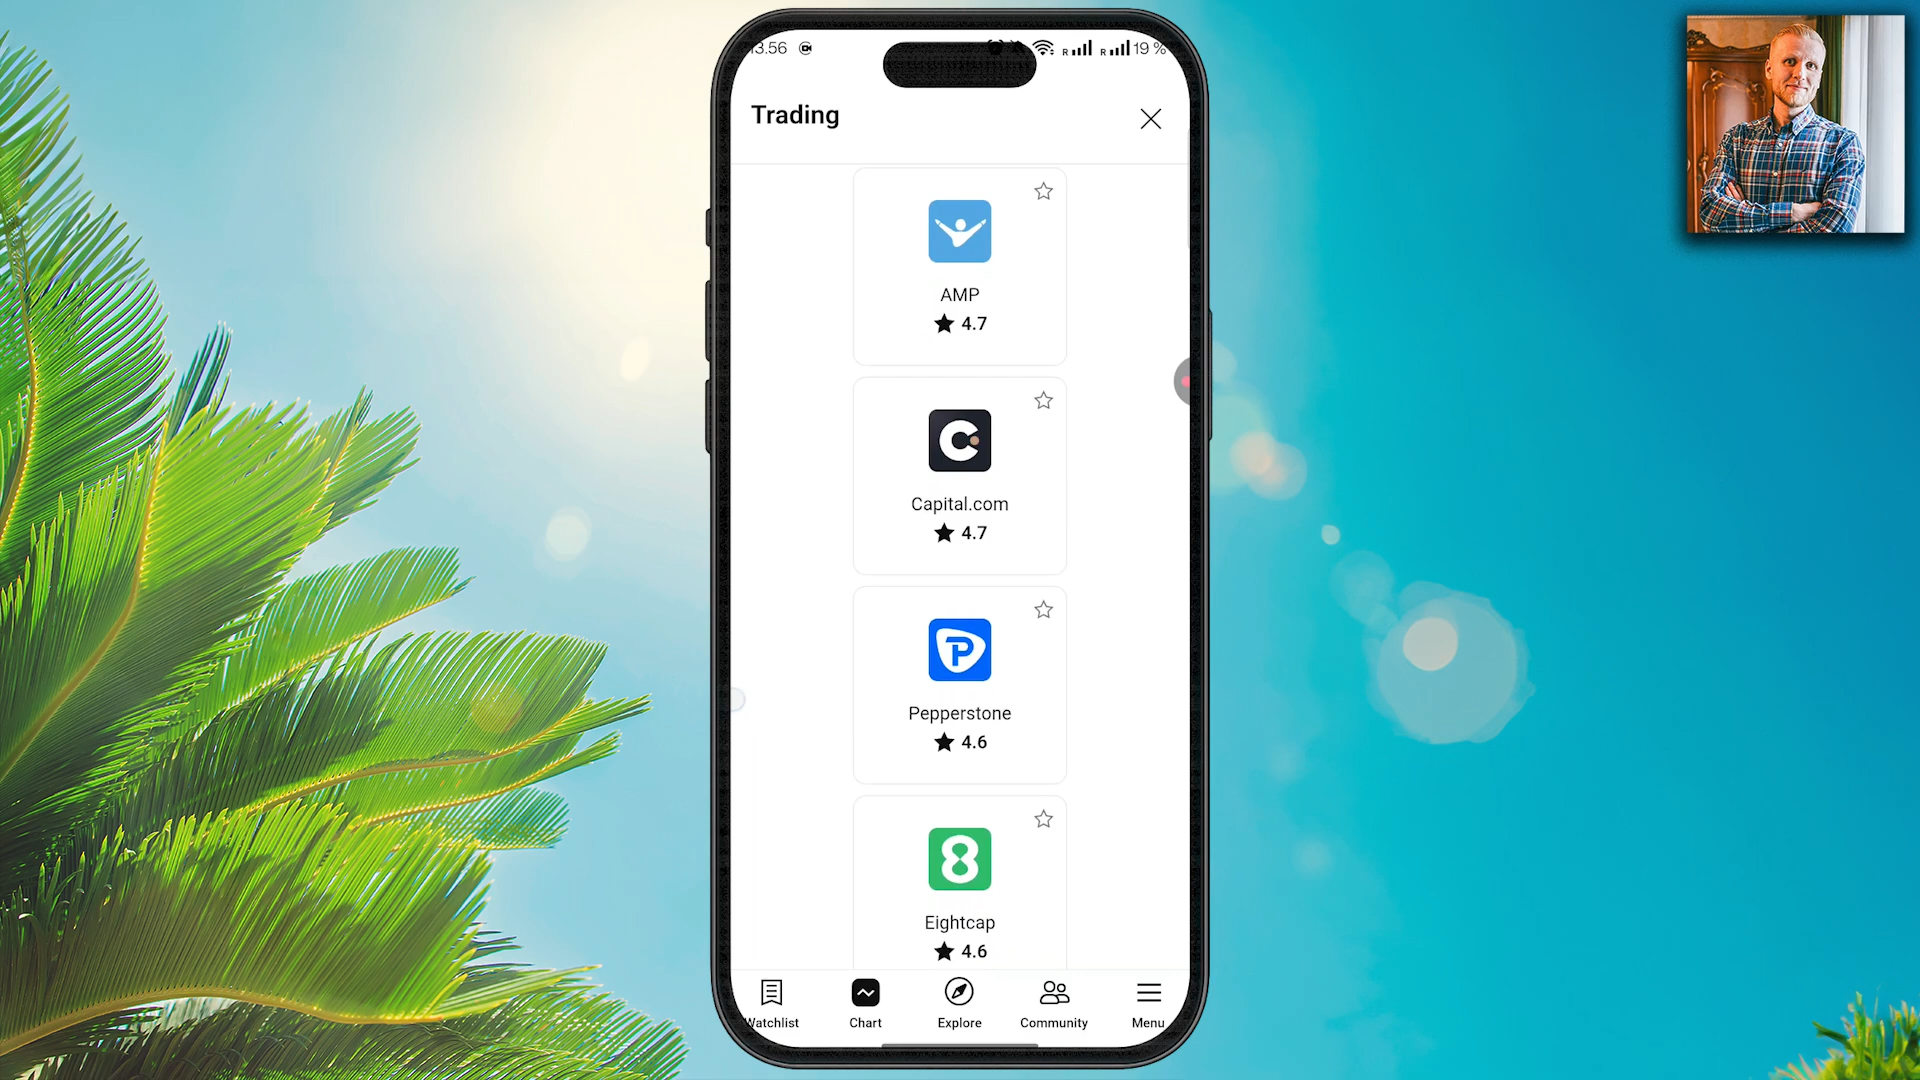 13.56 R R 19 %
Trading
AMP
★ 4.7
Capital.com
★ 4.7
Pepperstone
★ 4.6
Eightcap
★ 4.6
Watchlist Chart Explore Community Menu